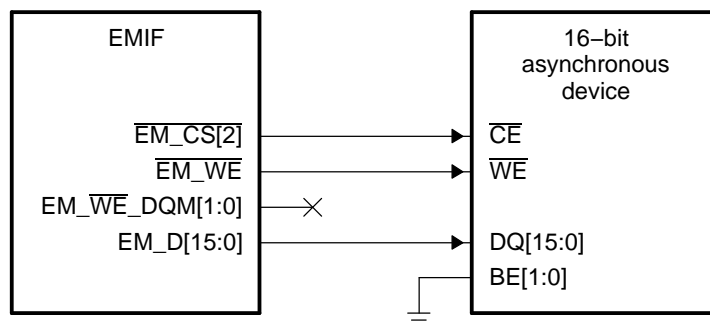 EMIF
EM_CS[2]
EM_WE
EM_WE_DQM[1:0]
EM_D[15:0]
16−bit
asynchronous
device
CE
WE
DQ[15:0]
BE[1:0]